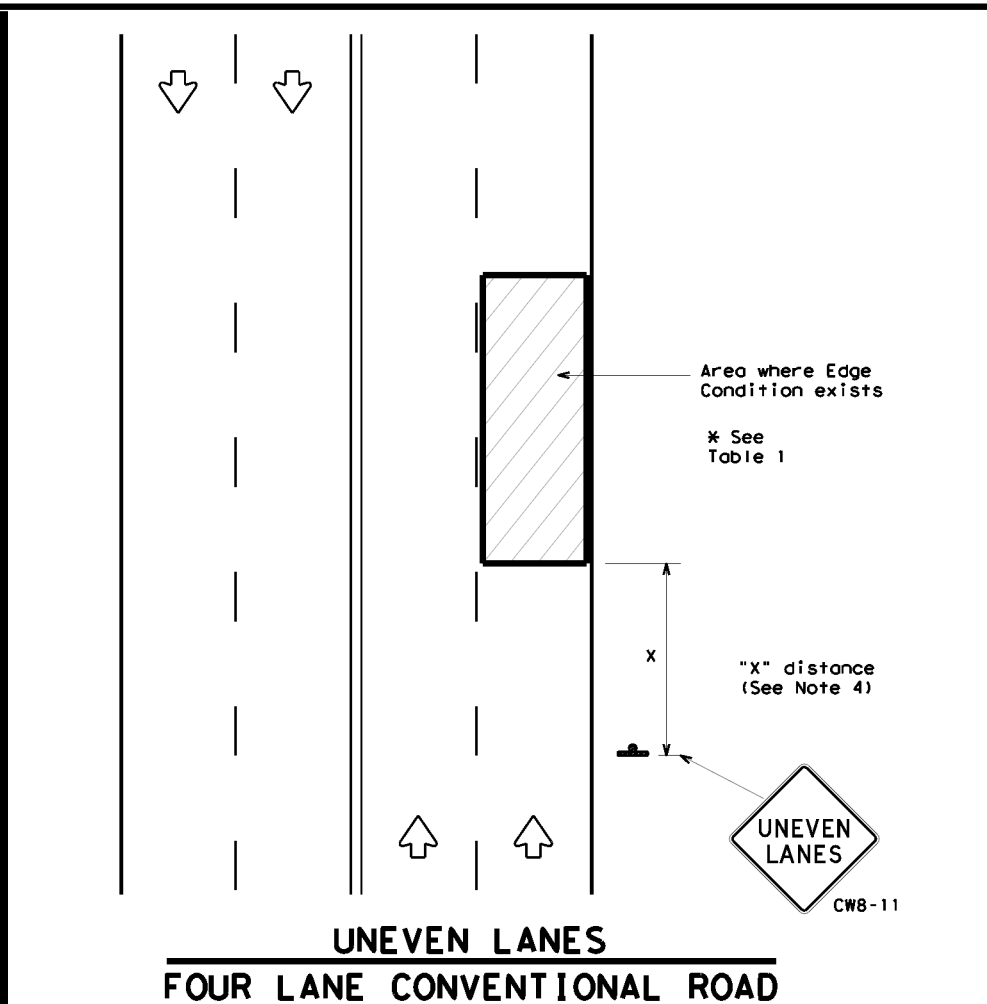 Area where Edge
Condition exists
* See
Table 1
X
"X" distance
(See Note 4)
UNEVEN
LANES
CW8-11
UNEVEN LANES
FOUR LANE CONVENTIONAL ROAD